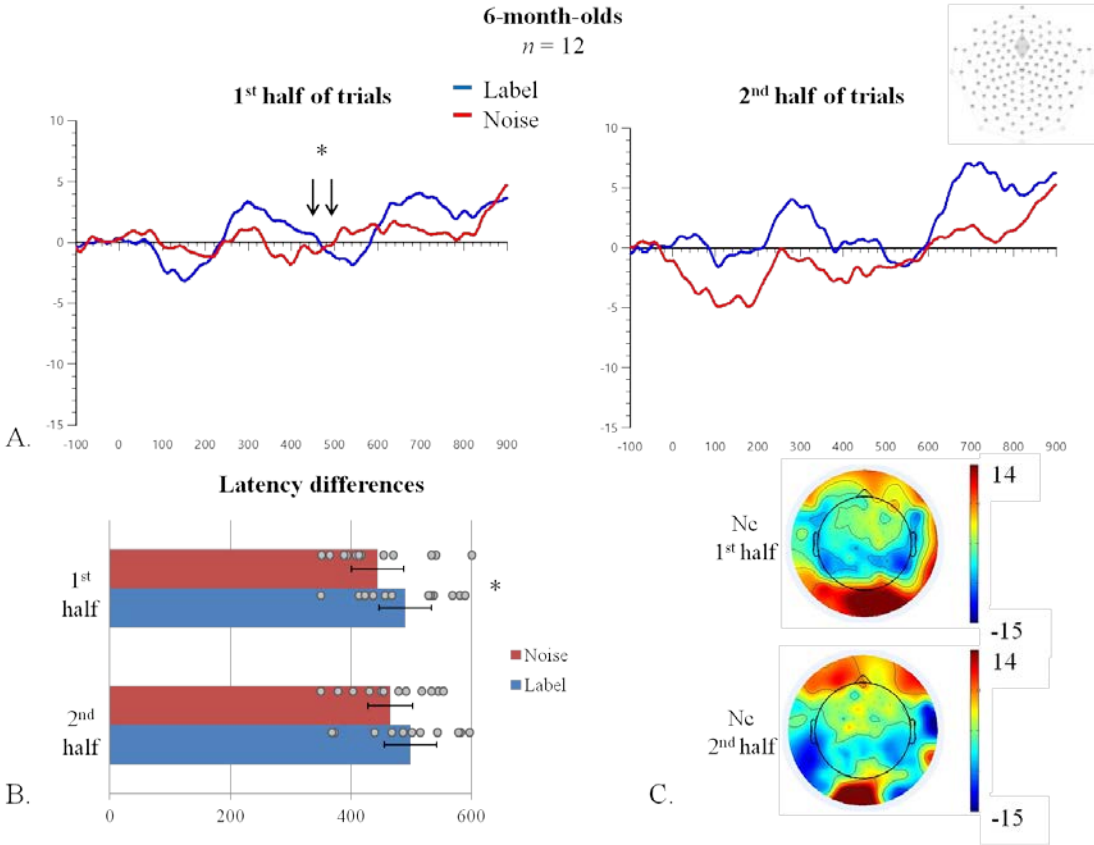 6-month-olds
n = 12
1st half of trials
Label
Noise
2nd half of trials
10
5
0
-5
-10
-15
*
-100 0 100 200 300 400 500 600 700 800 900
10
5
0
-5
-10
-15
-100 0 100 200 300 400 500 600 700 800 900
A.
Latency differences
1st
half
*
2nd
half
Noise
Label
0 200 400 600
B.
Nc
1st half
14
-15
Nc
2nd half
14
-15
C.